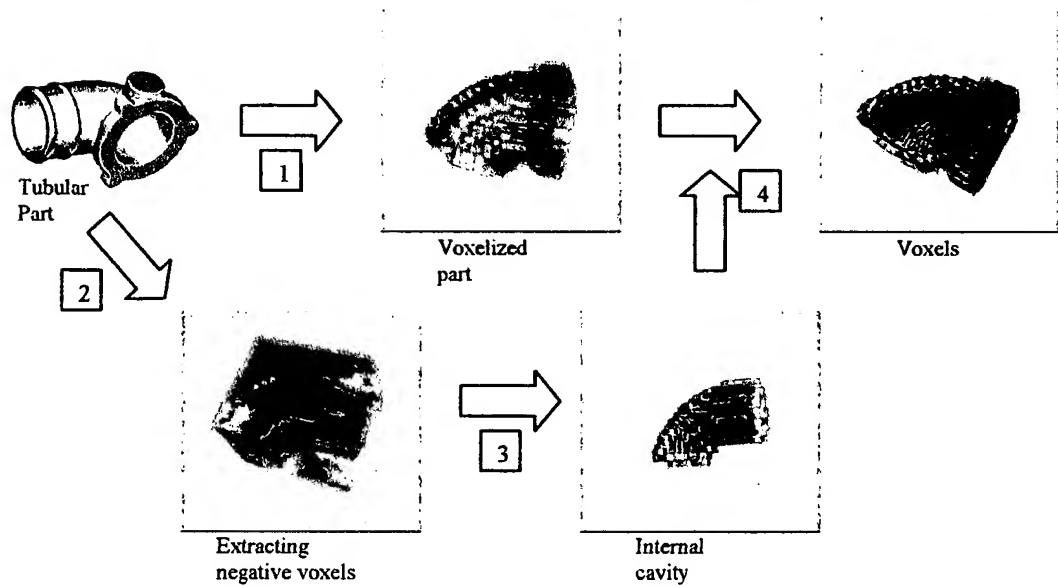 Tubular
Part
1
2
Voxelized
part
4
Voxels
3
Extracting
negative voxels
Internal
cavity